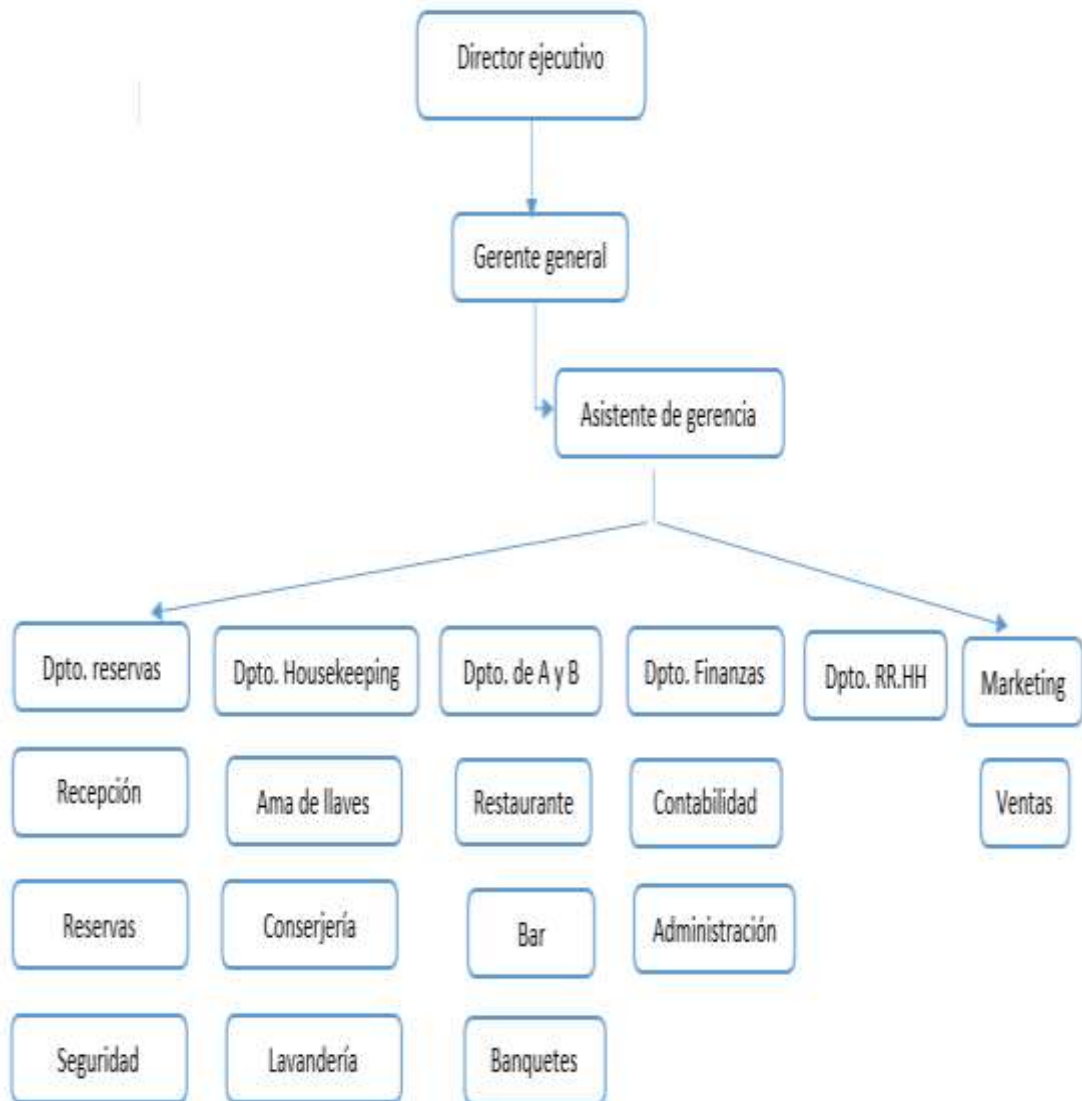 Director ejecutivo
Gerente general
Asistente de gerencia
Dpto. reservas
Dpto. Housekeeping
Dpto. de A y B
Dpto. Finanzas
Dpto. RR.HH
Marketing
Recepción
Ama de llaves
Restaurante
Contabilidad
Ventas
Reservas
Conserjería
Bar
Administración
Seguridad
Lavandería
Banquetes